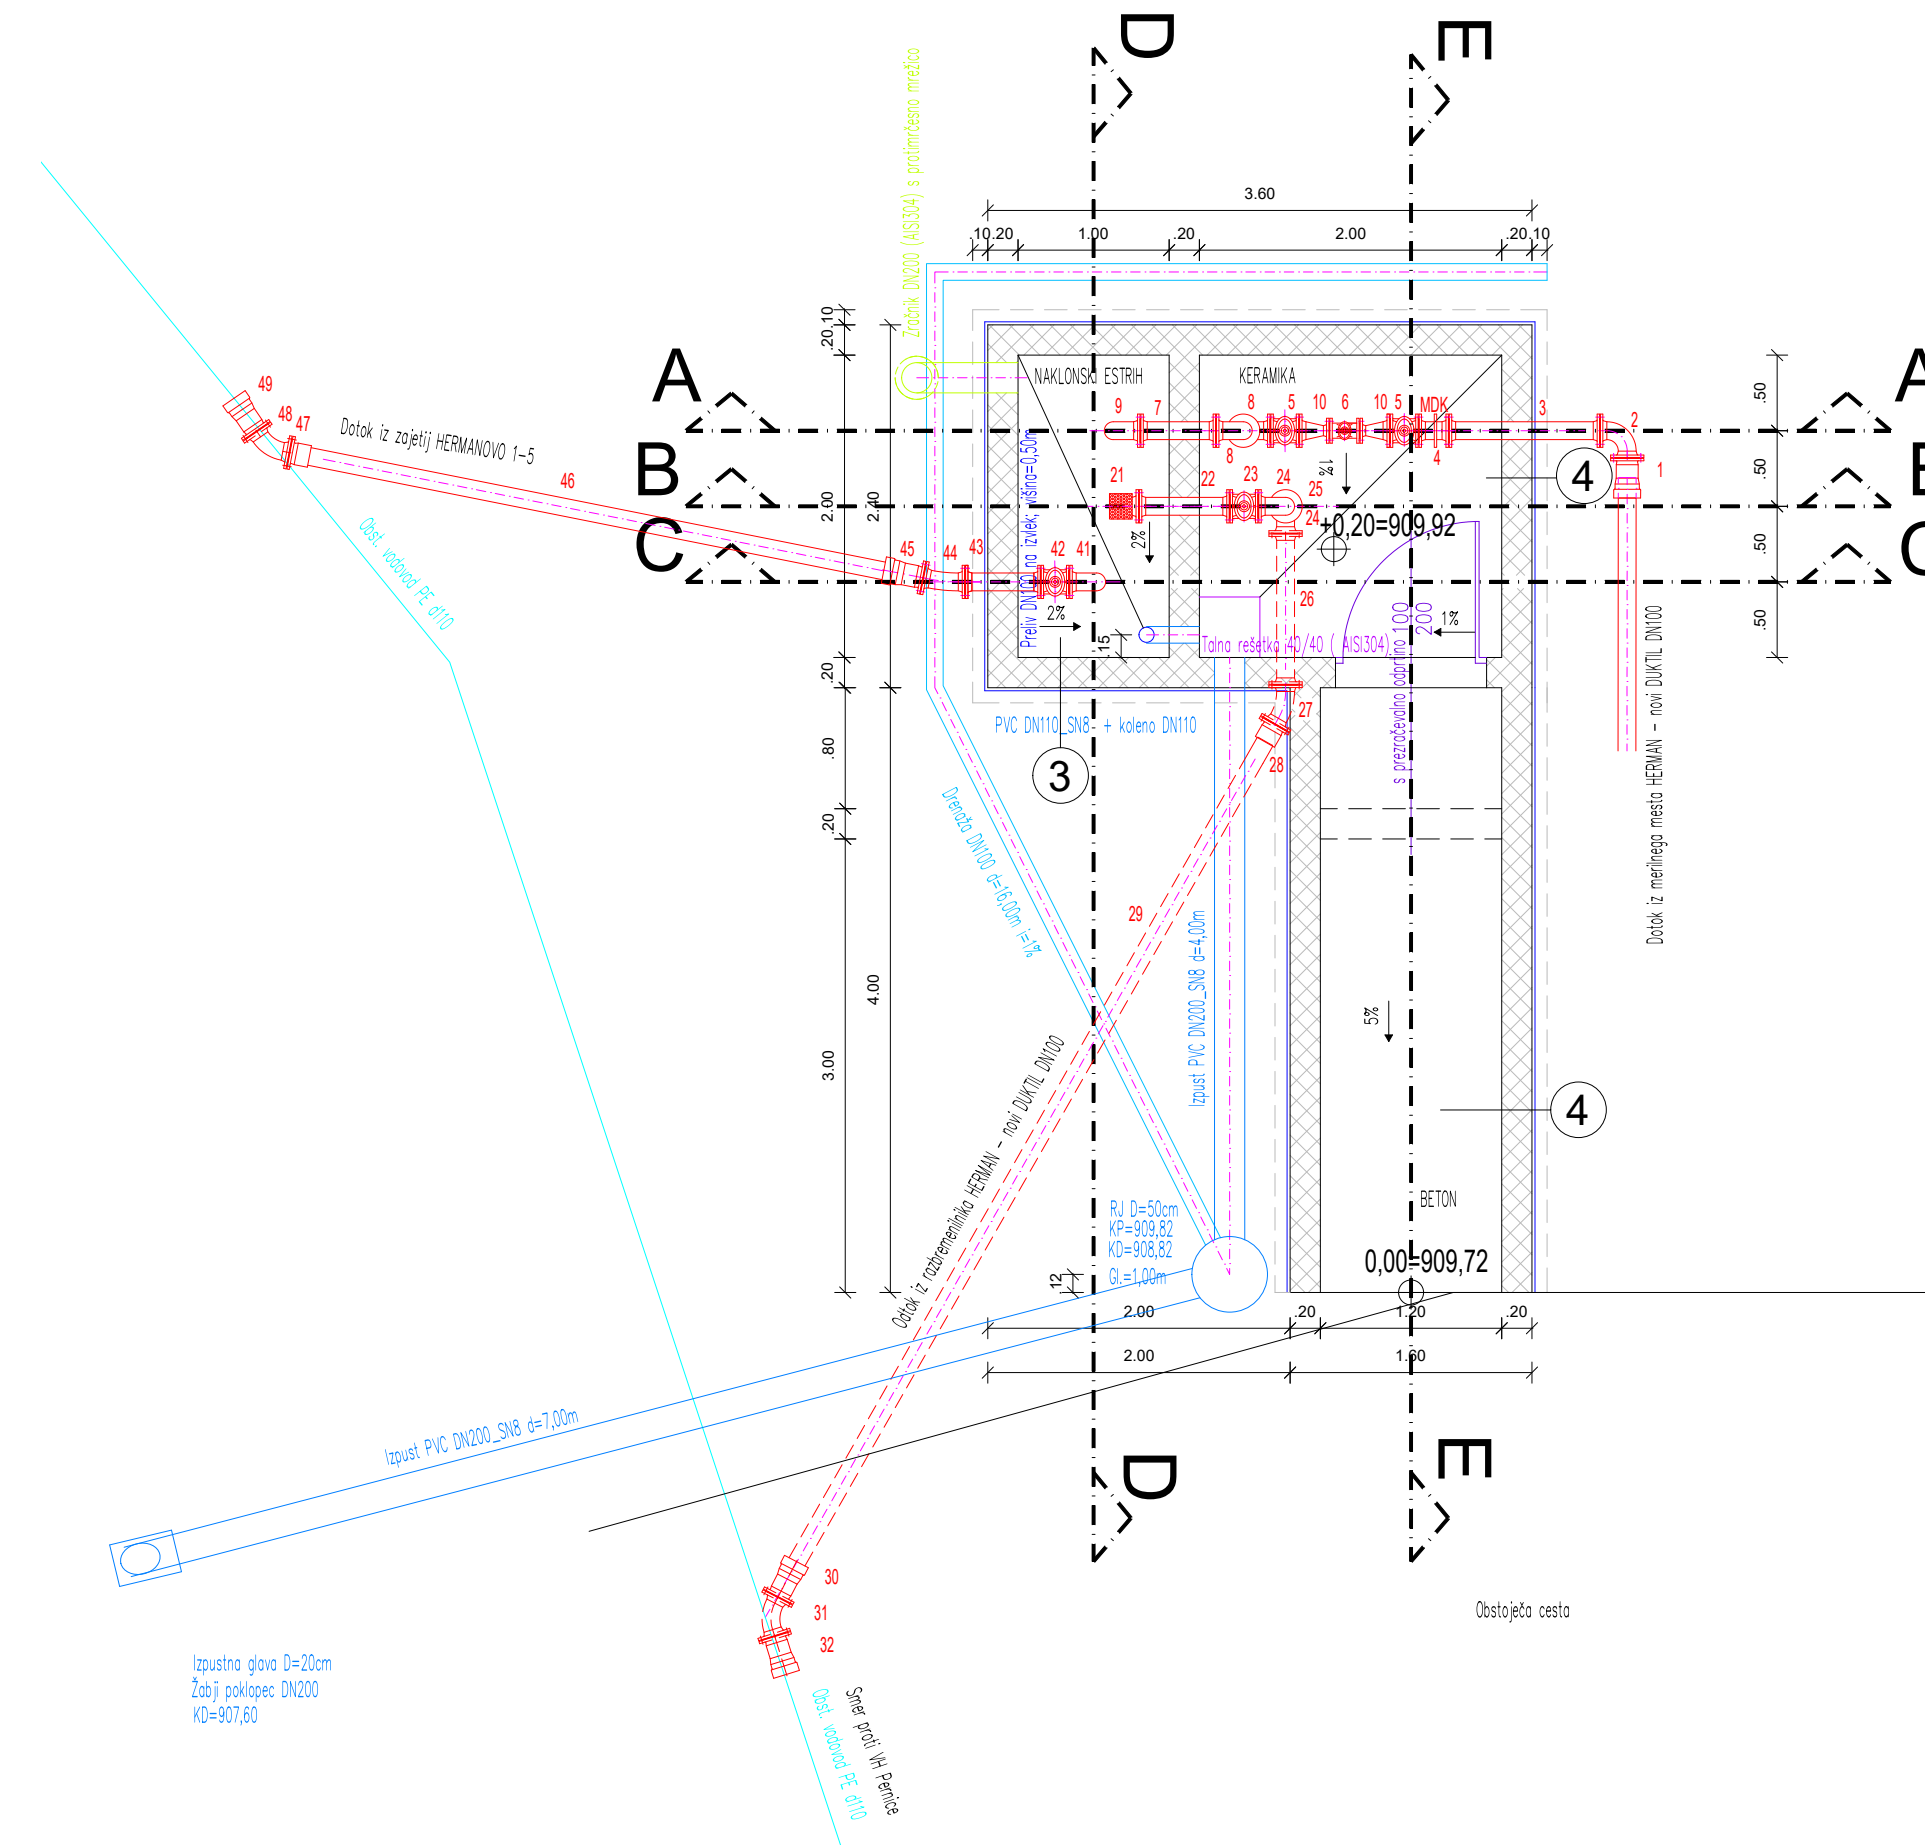 D
E
Zračnik DN200 (AISI304) s protimrčesno mrežico
3.60
.10
.20
1.00
.20
2.00
.20
.10
.10
.20
2.00
2.40
.20
.80
.20
3.00
4.00
A
B
C
A
B
C
.50
.50
.50
.50
NAKLONSKI ESTRIH
KERAMIKA
9
7
8
8
5
10
6
10
5
MDK
4
3
2
1
1%
4
21
22
23
24
25
24
+0,20=909,92
2%
Preliv DN100 na izvek; višina=0,50m
49
48
47
Dotok iz zajetij HERMANOVO 1-5
46
45
44
43
42
41
2%
.15
Obst. vodovod PE d110
26
Talna rešetka 40/40 ( AISI304)
s prezračevalno odprtino
100
200
1%
Dotok iz merilnega mesta HERMAN - novi DUKTIL DN100
PVC DN110_SN8 + koleno DN110
27
28
3
Drenaža DN100 d=16,00m i=1%
29
Izpust PVC DN200_SN8 d=4,00m
5%
4
Odtok iz razbremenilnika HERMAN - novi DUKTIL DN100
BETON
RJ D=50cm
KP=909,82
KD=908,82
Gl.=1,00m
0,00=909,72
.12
2.00
.20
1.20
.20
2.00
1.60
Izpust PVC DN200_SN8 d=7,00m
D
E
30
31
32
Obstoječa cesta
Izpustna glava D=20cm
Žabji poklopec DN200
KD=907,60
Smer proti VH Pernice
Obst. vodovod PE d110